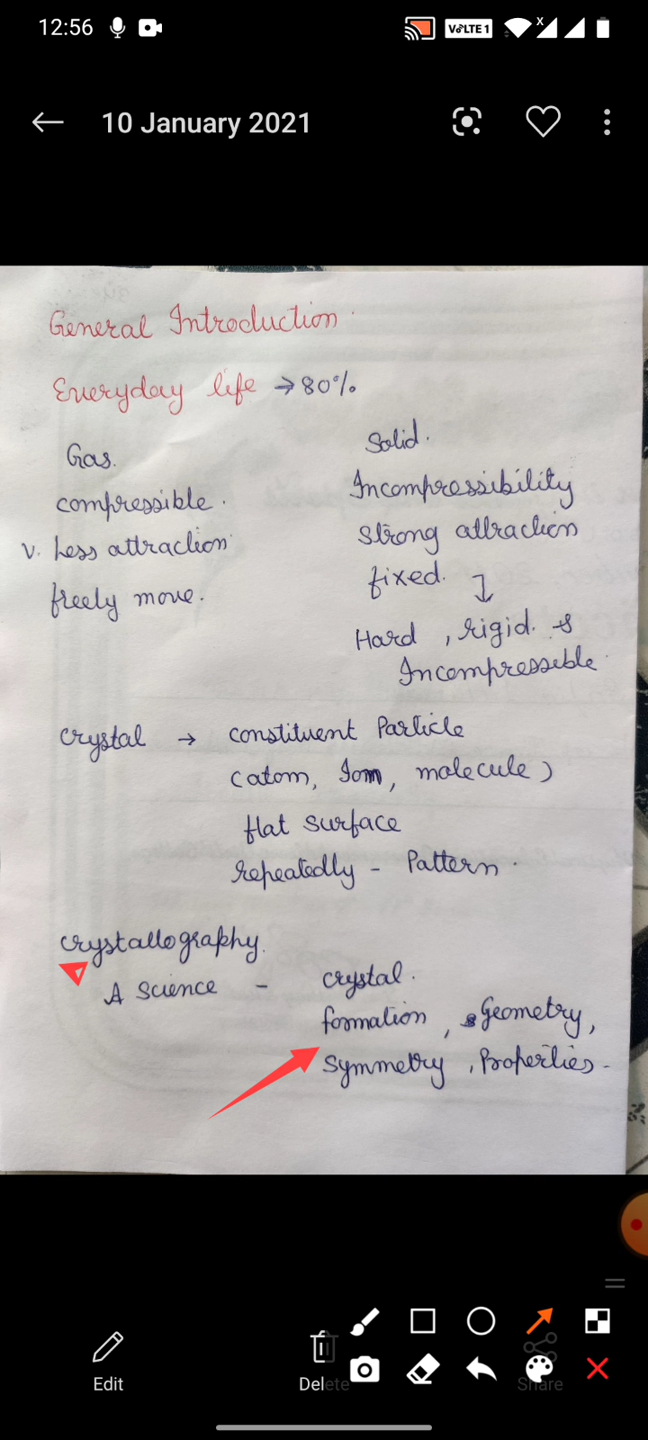 12:56
VoLTE 1
x
10 January 2021
General Introduction
Everyday life → 80%
Gas.
compressible.
v. Less attraction
freely move.
Solid.
Incompressibility
Strong attraction
fixed.
Hard, rigid. &
Incompressible
crystal → constituent Particle
(atom, Iom, molecule)
flat surface
repeatedly - Pattern.
crystallography.
A Science - crystal.
formation, Geometry,
Symmetry, Properties-
Edit
Delete
Share